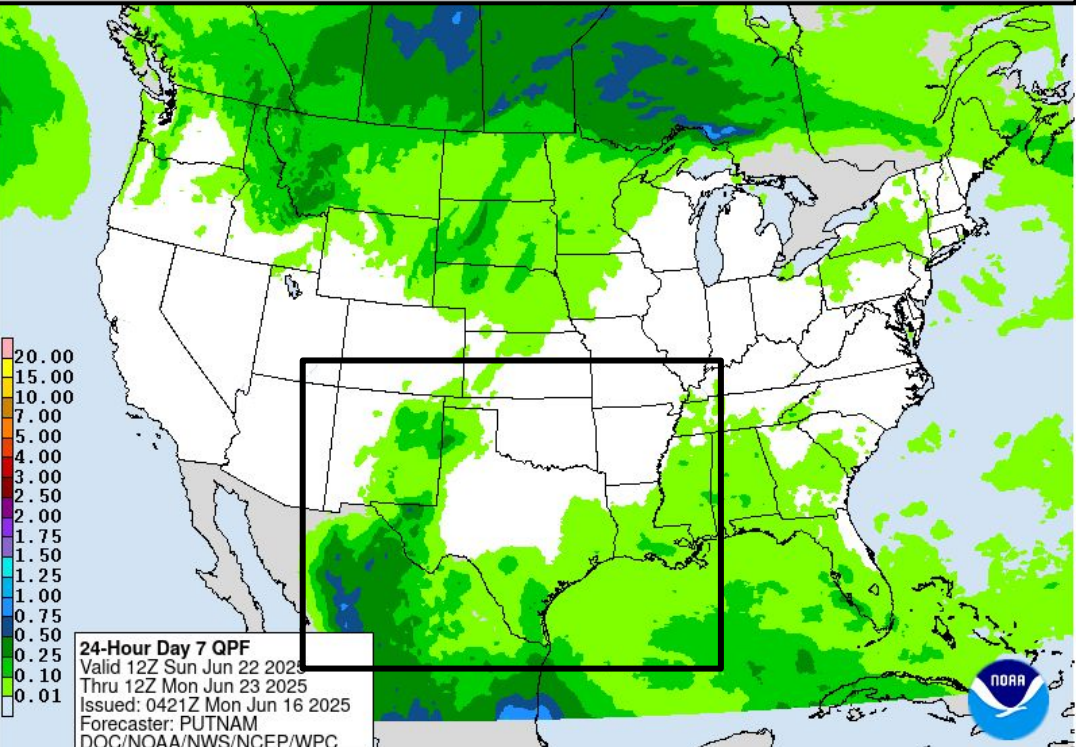 20.00
15.00
10.00
7.00
5.00
4.00
3.00
2.50
2.00
1.75
1.50
1.25
1.00
0.75
0.50
0.25
0.10
0.01
24-Hour Day 7 QPF
Valid 12Z Sun Jun 22 2025
Thru 12Z Mon Jun 23 2025
Issued: 0421Z Mon Jun 16 2025
Forecaster: PUTNAM
DOC/NOAA/NWS/NCEP/WPC
NOAA